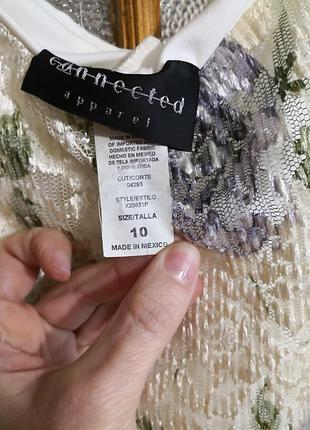 connected
apparel
MADE IN MEXICO
OF IMPORTED AND
DOMESTIC FABRIC
HECHO EN MEXICO
DE TELA IMPORTADA
Y DOMESTICA
CUT/CORTE
04293
STYLE/ESTILO
X20831P
SIZE/TALLA
10
MADE IN MEXICO